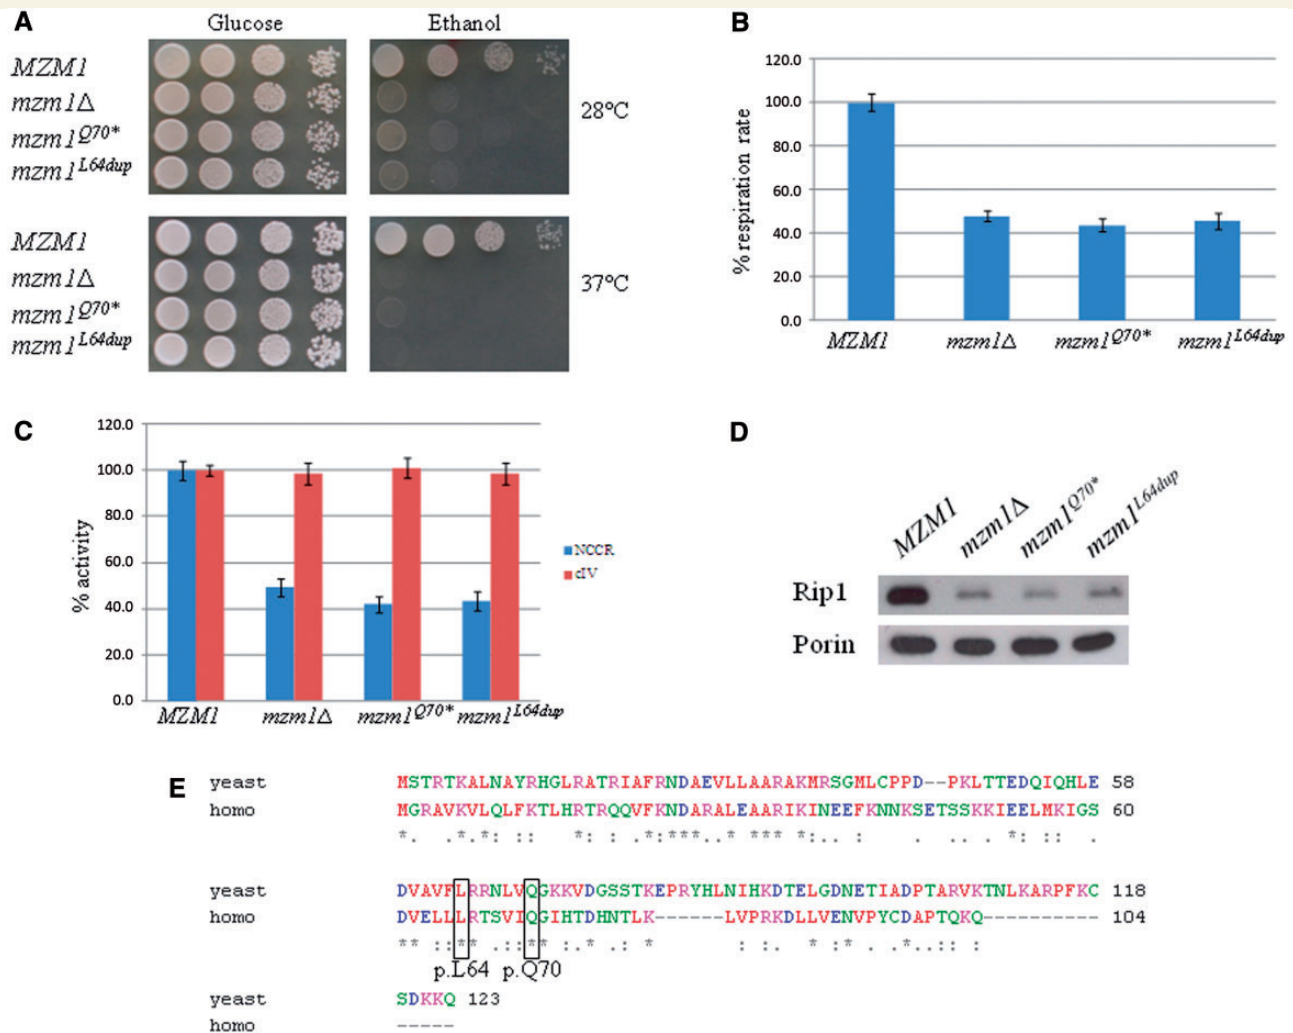 A
Glucose Ethanol
MZM1
mzm1Δ
mzm1Q70*
mzm1L64dup
28°C
MZM1
mzm1Δ
mzm1Q70*
mzm1L64dup
37°C
B
% respiration rate
120.0
100.0
80.0
60.0
40.0
20.0
0.0
MZM1 mzm1Δ mzm1Q70* mzm1L64dup
C
% activity
120.0
100.0
80.0
60.0
40.0
20.0
0.0
MZM1 mzm1Δ mzm1Q70* mzm1L64dup
NCCR
cIV
D
MZM1 mzm1Δ mzm1Q70* mzm1L64dup
Rip1
Porin
E
yeast MSTRTKALNAYRHGLRATRIAFRNDAEVLLAARAKMRSGMLCPPD--PKLTTEDQIQHLE 58
homo MGRAVKVLQLFKTLHRTRQQVFKNDARALEAARIKINEEFKNNKSETSSKKIEELMKIGS 60
*. .*.*: :: *: :. .*:***. .* *** *:.. : . .. . *: :: .
yeast DVAVFLRRNLVQGKKVDGSSTKEPRYHLNIHKDTELGDNETIADPTARVKTNLKARPFKC 118
homo DVELLLRTSVIQGIHTDHNTLK------LVPRKDLLVENVPYCDAPTQKQ---------- 104
** ::** .::** :.* .: * : :. * :* . .*..:: :
p.L64 p.Q70
yeast SDKKQ 123
homo -----